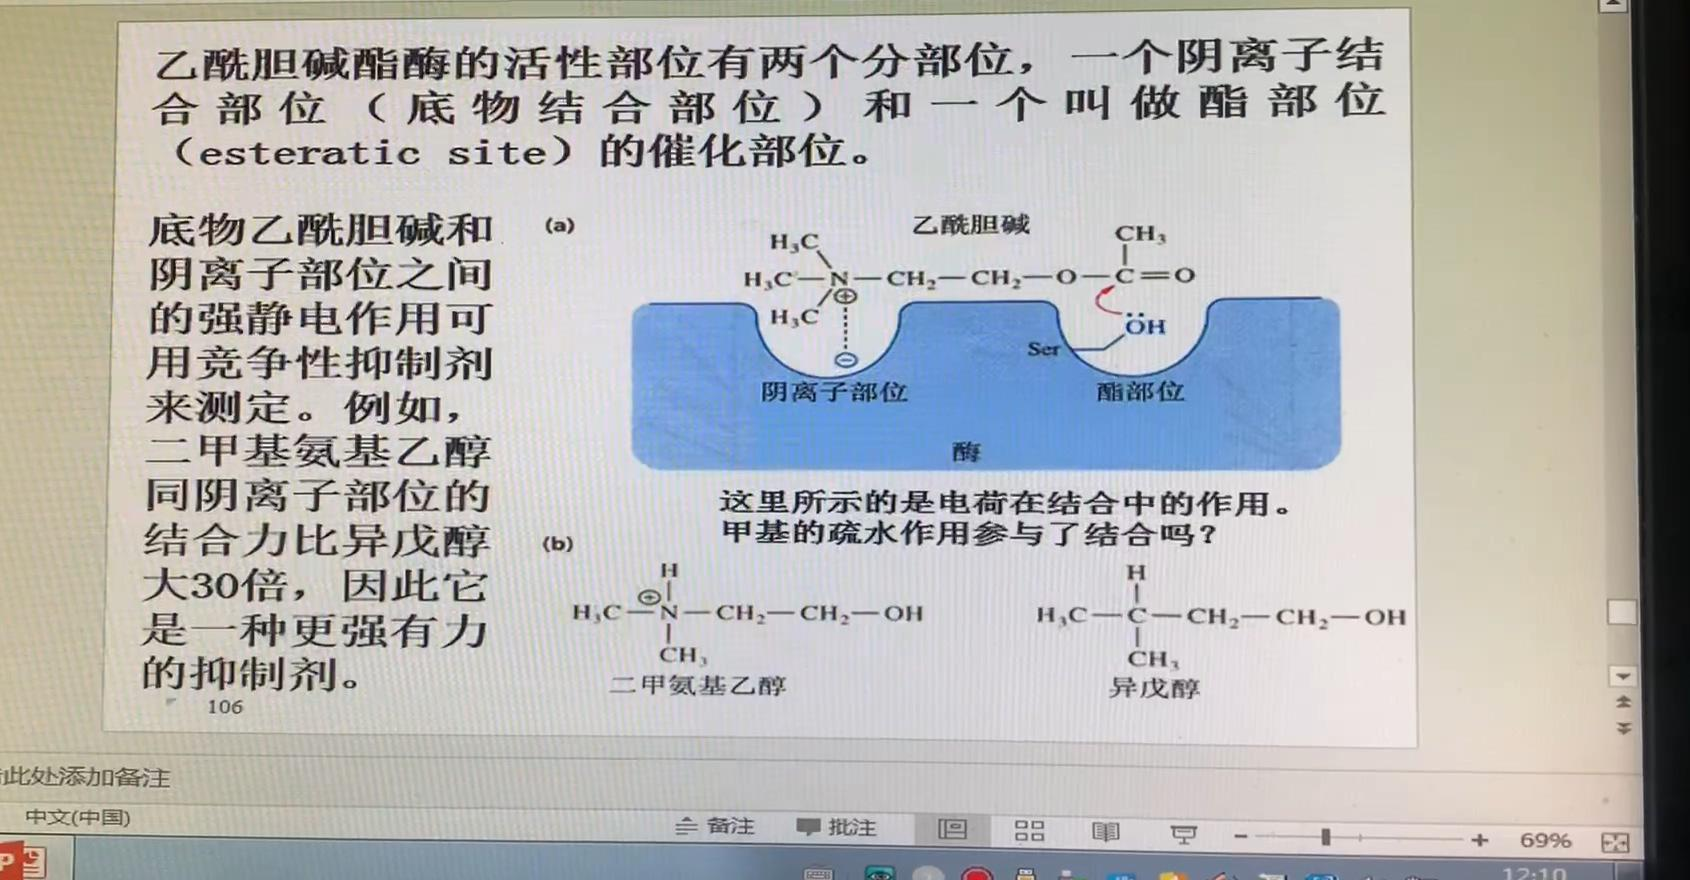 乙酰胆碱酯酶的活性部位有两个分部位，一个阴离子结
合部位（底物结合部位）和一个叫做酯部位
（esteratic site）的催化部位。
底物乙酰胆碱和
阴离子部位之间
的强静电作用可
用竞争性抑制剂
来测定。例如，
二甲基氨基乙醇
同阴离子部位的
结合力比异戊醇
大30倍，因此它
是一种更强有力
的抑制剂。
106
(a)
乙酰胆碱
CH₃
H₃C
H₃C—N—CH₂—CH₂—O—C=O
⊕
H₃C
ÖH
Ser
⊖
阴离子部位
酯部位
酶
这里所示的是电荷在结合中的作用。
甲基的疏水作用参与了结合吗？
(b)
H
⊕
H₃C—N—CH₂—CH₂—OH
CH₃
二甲氨基乙醇
H
H₃C—C—CH₂—CH₂—OH
CH₃
异戊醇
此处添加备注
中文(中国)
备注
批注
69%
12:10